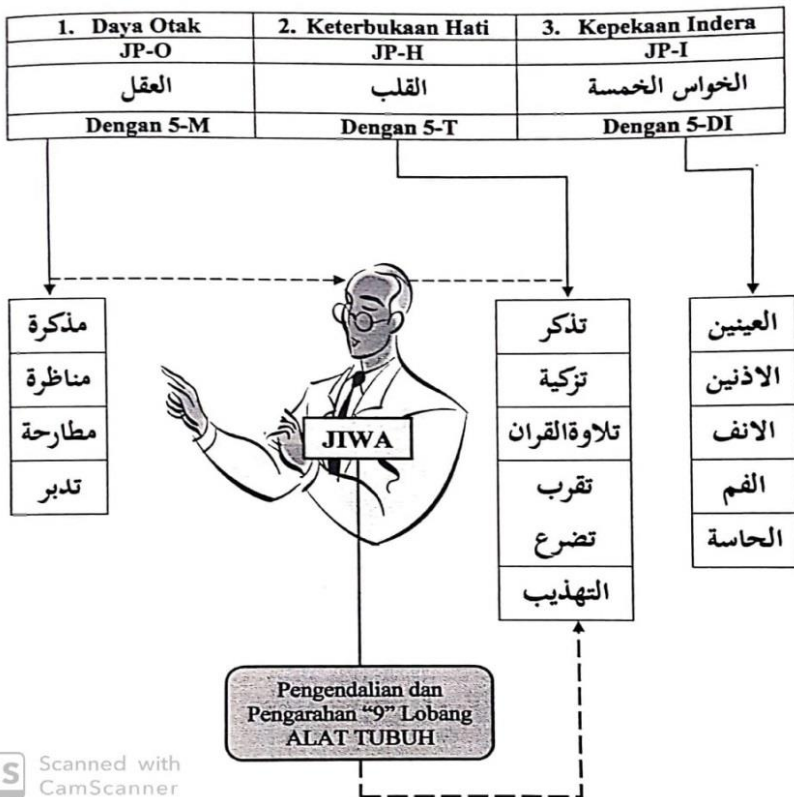 1. Daya Otak
2. Keterbukaan Hati
3. Kepekaan Indera
JP-O
JP-H
JP-I
العقل
القلب
الخواس الخمسة
Dengan 5-M
Dengan 5-T
Dengan 5-DI
مذكرة
مناظرة
مطارحة
تدبر
JIWA
تذكر
تزكية
تلاوةالقران
تقرب
تضرع
التهذيب
العينين
الاذنين
الانف
الفم
الحاسة
Pengendalian dan
Pengarahan “9” Lobang
ALAT TUBUH
S
Scanned with
CamScanner